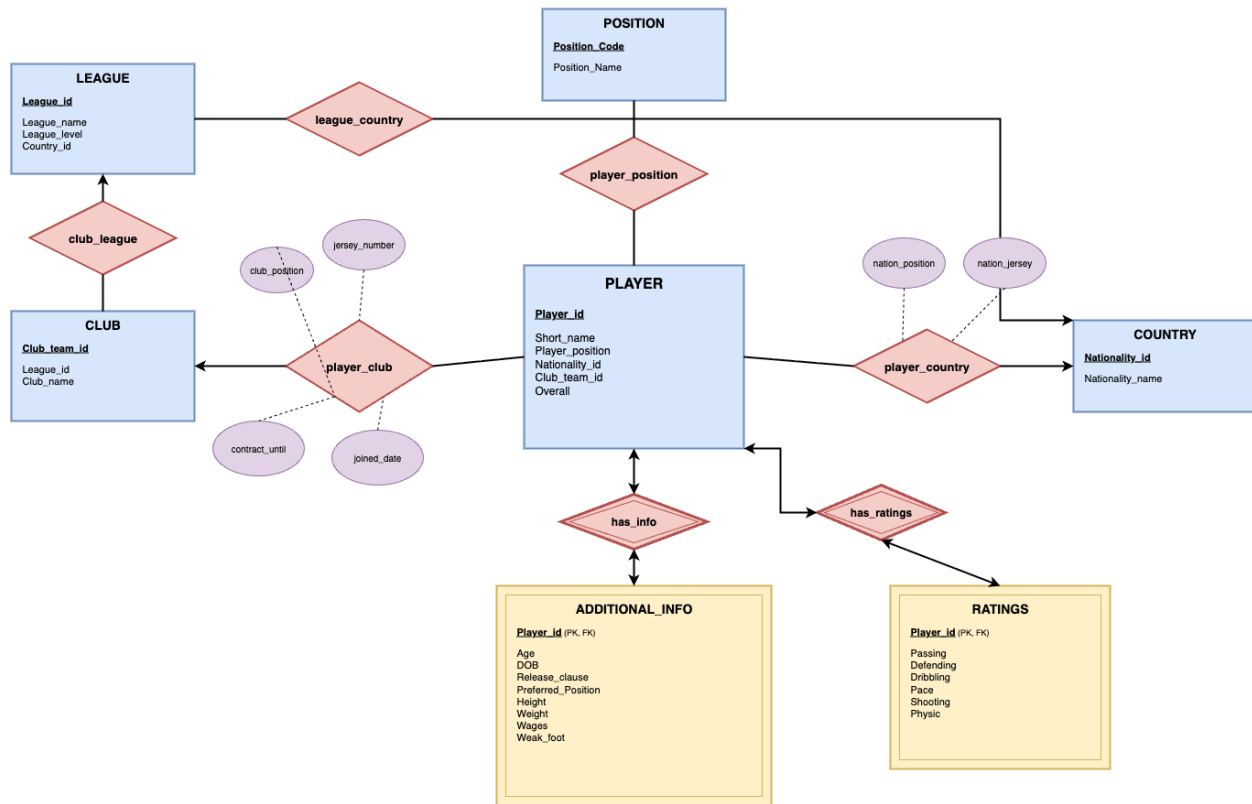 POSITION
Position_Code
Position_Name
LEAGUE
League_id
League_name
League_level
Country_id
league_country
player_position
club_league
club_position
jersey_number
nation_position
nation_jersey
CLUB
Club_team_id
League_id
Club_name
player_club
contract_until
joined_date
PLAYER
Player_id
Short_name
Player_position
Nationality_id
Club_team_id
Overall
player_country
COUNTRY
Nationality_id
Nationality_name
has_info
has_ratings
ADDITIONAL_INFO
Player_id (PK, FK)
Age
DOB
Release_clause
Preferred_Position
Height
Weight
Wages
Weak_foot
RATINGS
Player_id (PK, FK)
Passing
Defending
Dribbling
Pace
Shooting
Physic